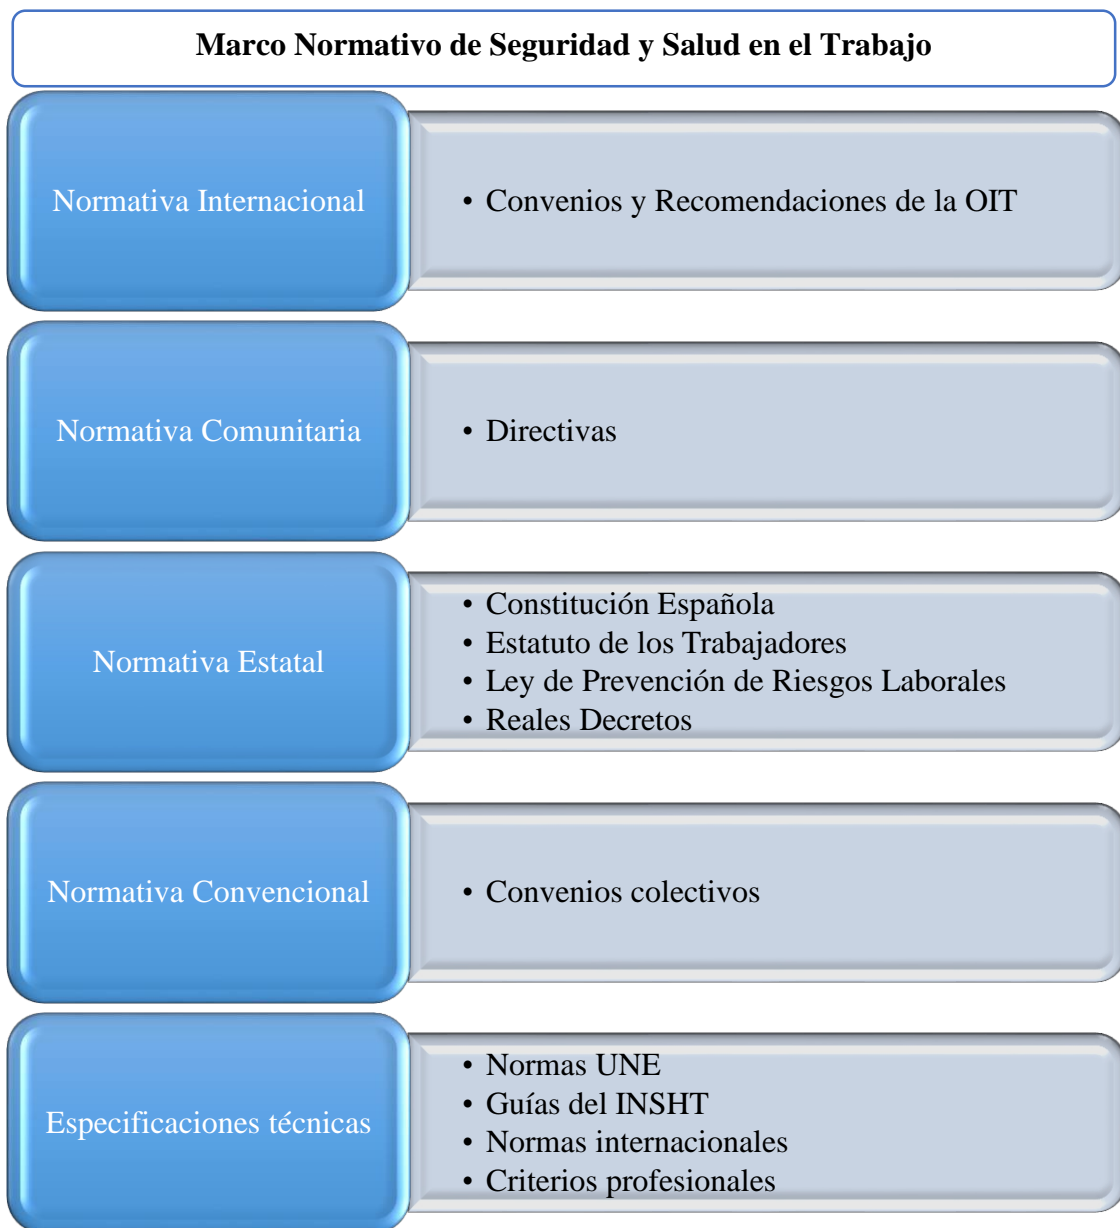 Marco Normativo de Seguridad y Salud en el Trabajo
Normativa Internacional
• Convenios y Recomendaciones de la OIT
Normativa Comunitaria
• Directivas
Normativa Estatal
• Constitución Española
• Estatuto de los Trabajadores
• Ley de Prevención de Riesgos Laborales
• Reales Decretos
Normativa Convencional
• Convenios colectivos
Especificaciones técnicas
• Normas UNE
• Guías del INSHT
• Normas internacionales
• Criterios profesionales